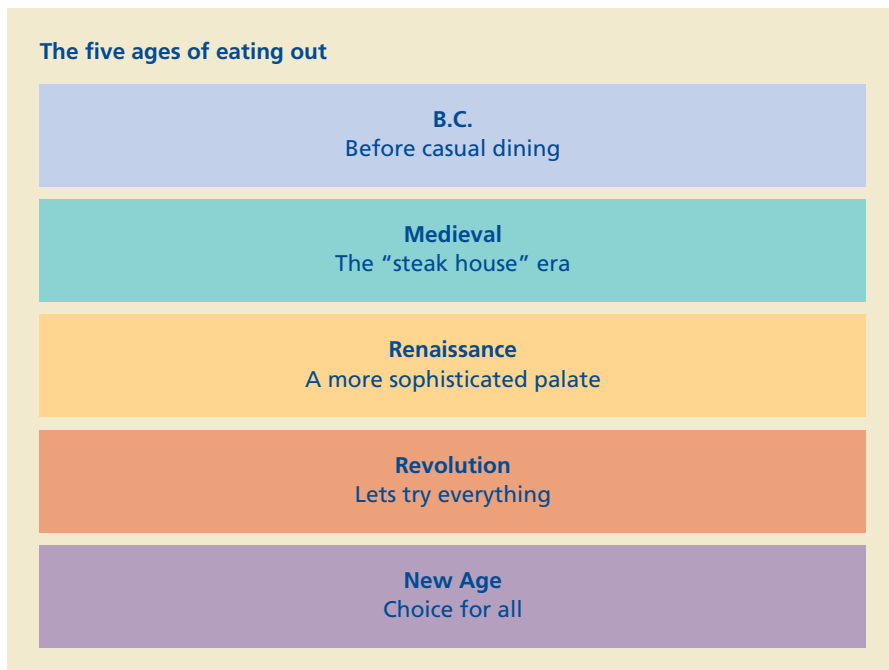 The five ages of eating out
B.C.
Before casual dining
Medieval
The “steak house” era
Renaissance
A more sophisticated palate
Revolution
Lets try everything
New Age
Choice for all